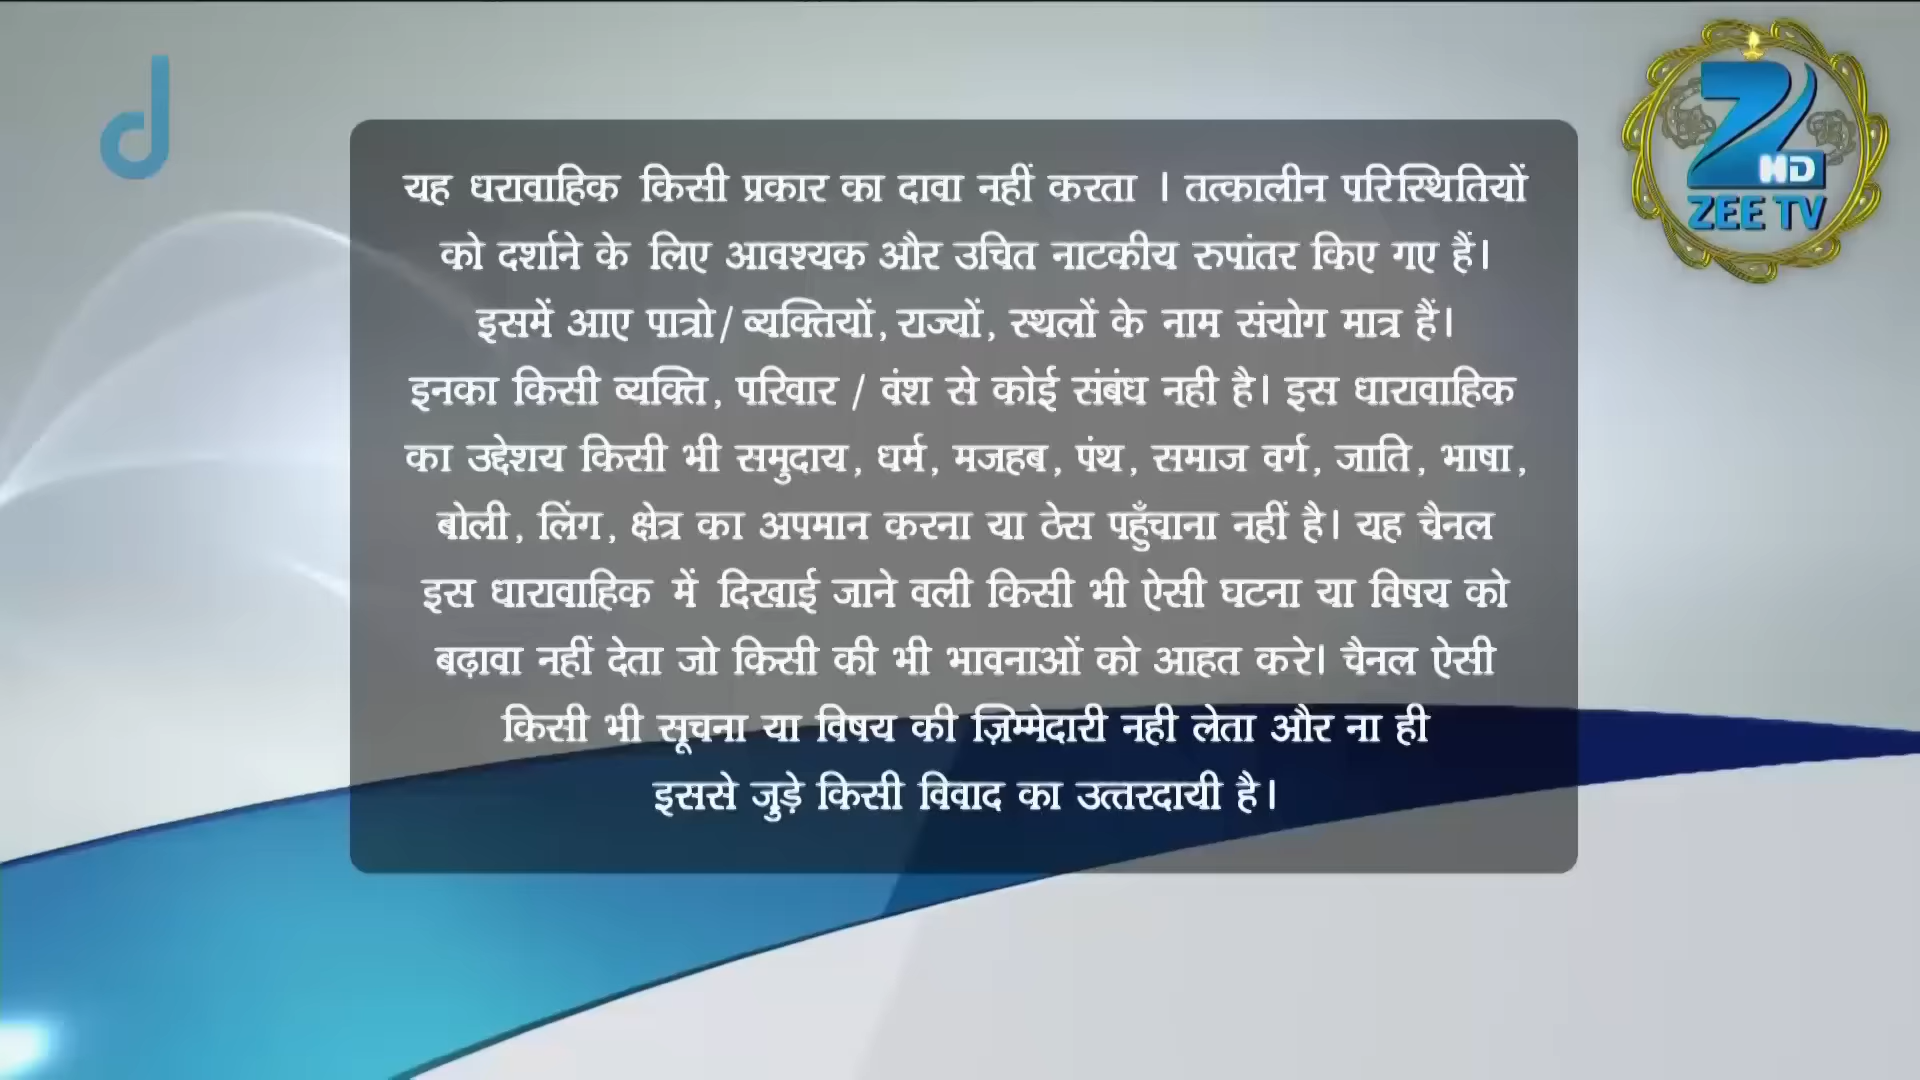 d
HD
ZEE TV
यह धरावाहिक किसी प्रकार का दावा नहीं करता । तत्कालीन परिस्थितियों
को दर्शाने के लिए आवश्यक और उचित नाटकीय रुपांतर किए गए हैं।
इसमें आए पात्रो/ व्यक्तियों, राज्यों, स्थलों के नाम संयोग मात्र हैं।
इनका किसी व्यक्ति, परिवार / वंश से कोई संबंध नही है। इस धारावाहिक
का उद्देशय किसी भी समुदाय, धर्म, मजहब, पंथ, समाज वर्ग, जाति, भाषा,
बोली, लिंग, क्षेत्र का अपमान करना या ठेस पहुँचाना नहीं है। यह चैनल
इस धारावाहिक में दिखाई जाने वली किसी भी ऐसी घटना या विषय को
बढ़ावा नहीं देता जो किसी की भी भावनाओं को आहत करे। चैनल ऐसी
किसी भी सूचना या विषय की ज़िम्मेदारी नही लेता और ना ही
इससे जुड़े किसी विवाद का उत्तरदायी है।